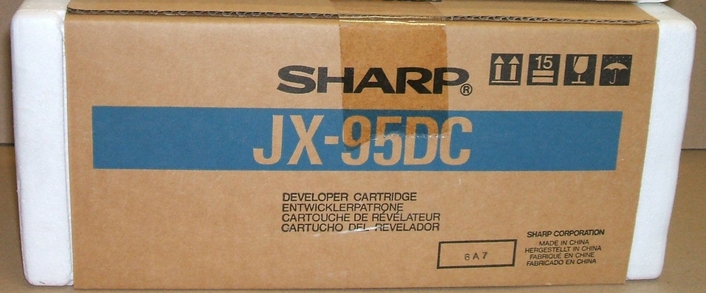 SHARP®
15
JX-95DC
DEVELOPER CARTRIDGE
ENTWICKLERPATRONE
CARTOUCHE DE RÉVÉLATEUR
CARTUCHO DEL REVELADOR
6A7
SHARP CORPORATION
MADE IN CHINA
HERGESTELLT IN CHINA
FABRIQUÉ EN CHINE
FABRICADO EN CHINA